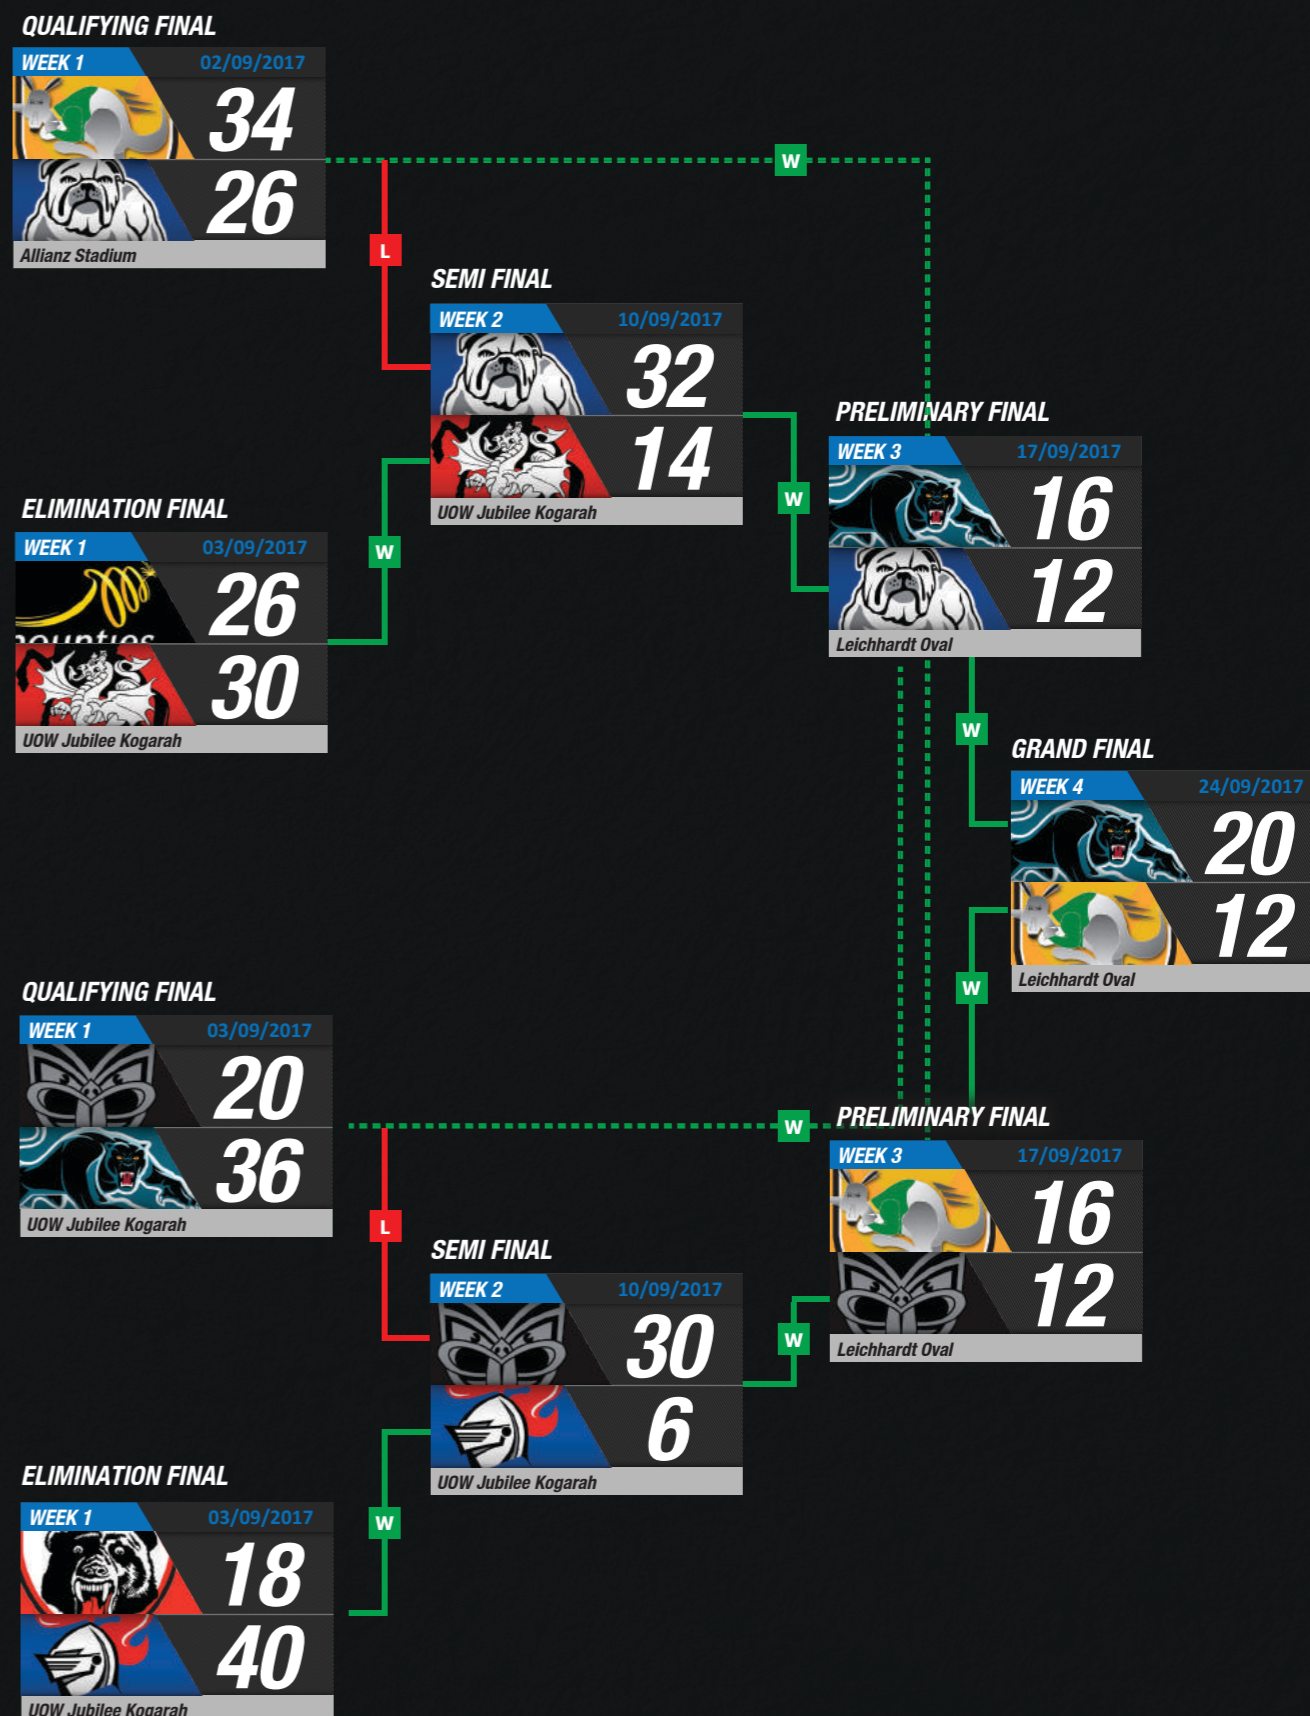 QUALIFYING FINAL
WEEK 1 02/09/2017
34
26
Allianz Stadium
W
L
SEMI FINAL
WEEK 2 10/09/2017
32
14
UOW Jubilee Kogarah
PRELIMINARY FINAL
WEEK 3 17/09/2017
16
12
Leichhardt Oval
W
ELIMINATION FINAL
WEEK 1 03/09/2017
26
mounties
30
UOW Jubilee Kogarah
W
W
GRAND FINAL
WEEK 4 24/09/2017
20
12
Leichhardt Oval
W
QUALIFYING FINAL
WEEK 1 03/09/2017
20
36
UOW Jubilee Kogarah
W
L
PRELIMINARY FINAL
WEEK 3 17/09/2017
16
12
Leichhardt Oval
SEMI FINAL
WEEK 2 10/09/2017
30
6
UOW Jubilee Kogarah
W
ELIMINATION FINAL
WEEK 1 03/09/2017
18
40
UOW Jubilee Kogarah
W